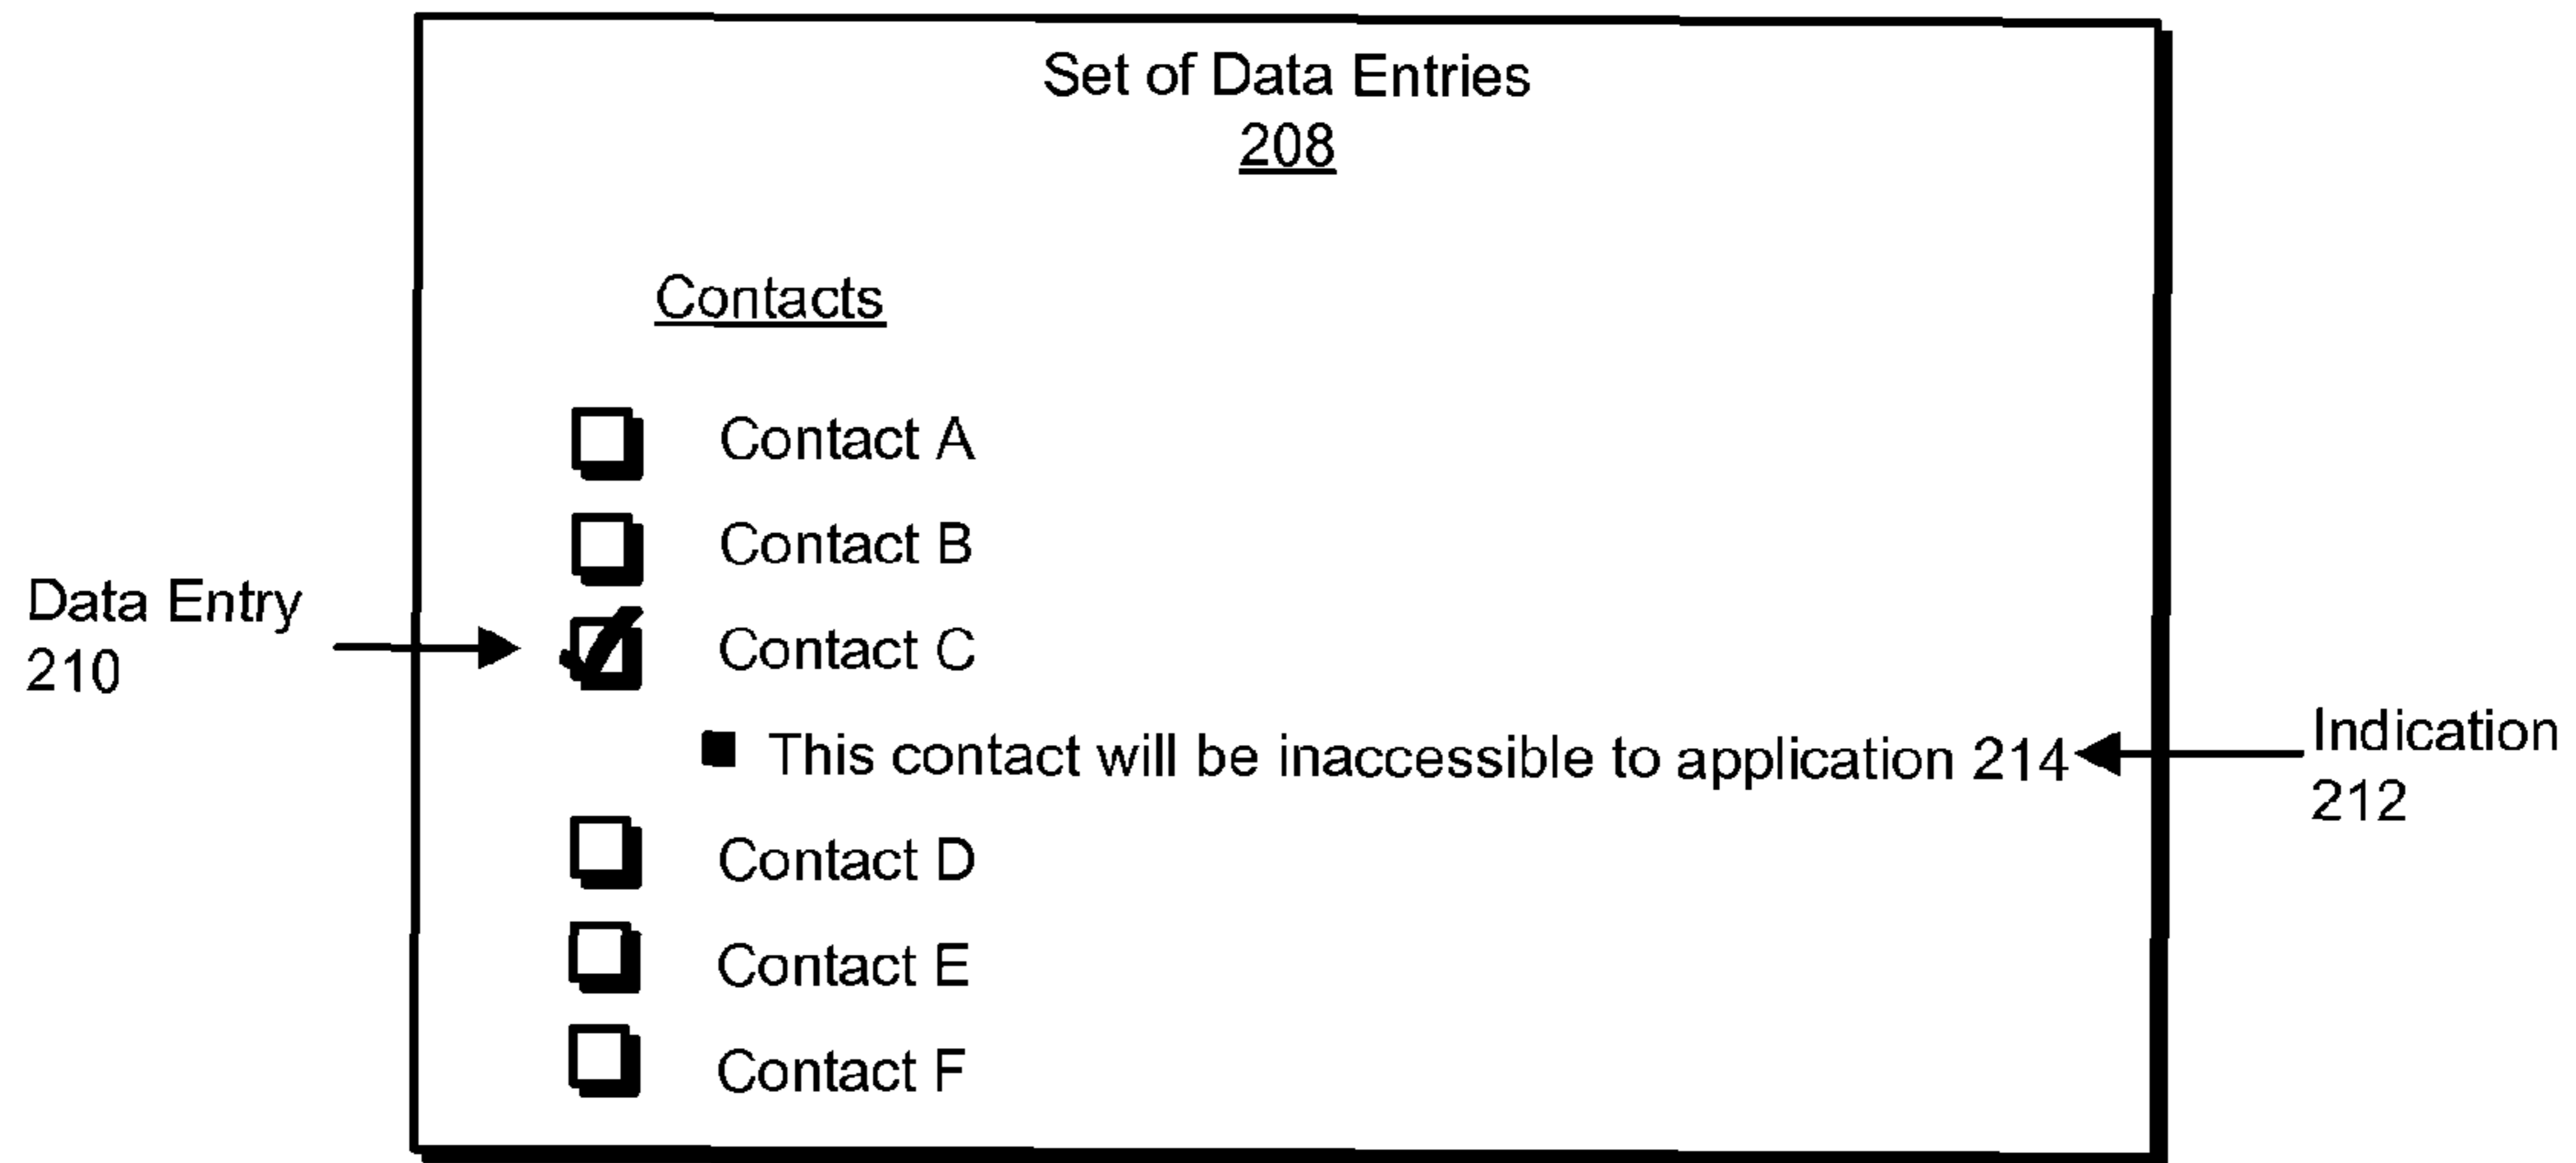 Set of Data Entries
208
Contacts
Contact A
Contact B
Data Entry
210
Contact C
This contact will be inaccessible to application 214
Indication
212
Contact D
Contact E
Contact F